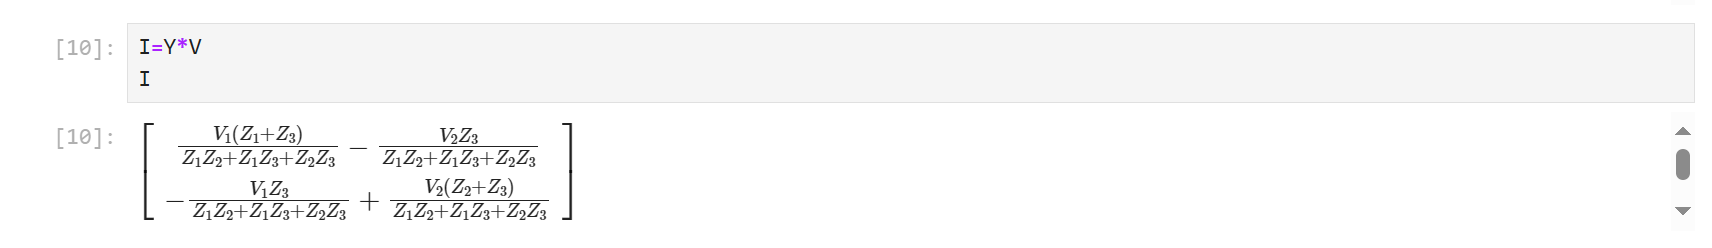 [10]: I=Y*V
I
[10]: [ V₁(Z₁+Z₃)/(Z₁Z₂+Z₁Z₃+Z₂Z₃) − V₂Z₃/(Z₁Z₂+Z₁Z₃+Z₂Z₃)
−V₁Z₃/(Z₁Z₂+Z₁Z₃+Z₂Z₃) + V₂(Z₂+Z₃)/(Z₁Z₂+Z₁Z₃+Z₂Z₃) ]